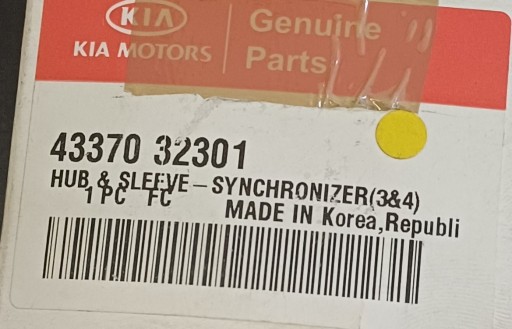 KIA
KIA MOTORS
Genuine
Parts
43370 32301
HUB & SLEEVE-SYNCHRONIZER(3&4)
1 PC FC
MADE IN Korea,Republi